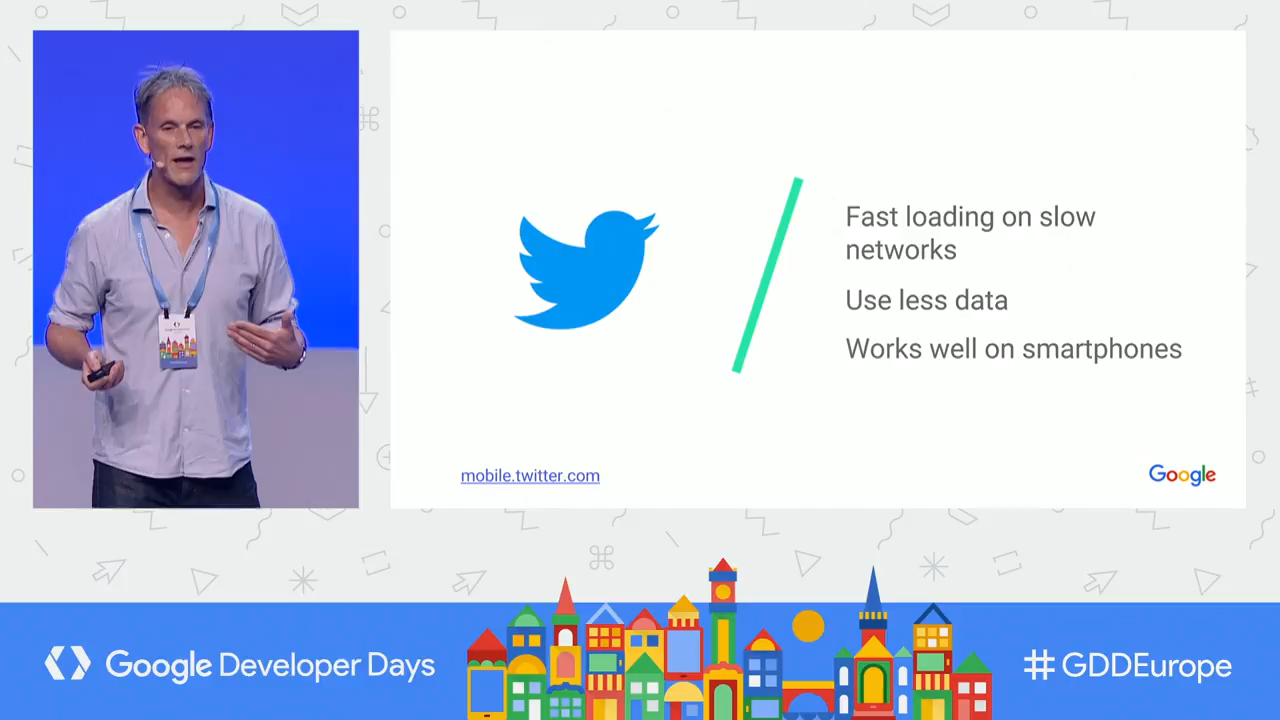 Fast loading on slow
networks
Use less data
Works well on smartphones
mobile.twitter.com
Google
Google Developer Days
#GDDEurope